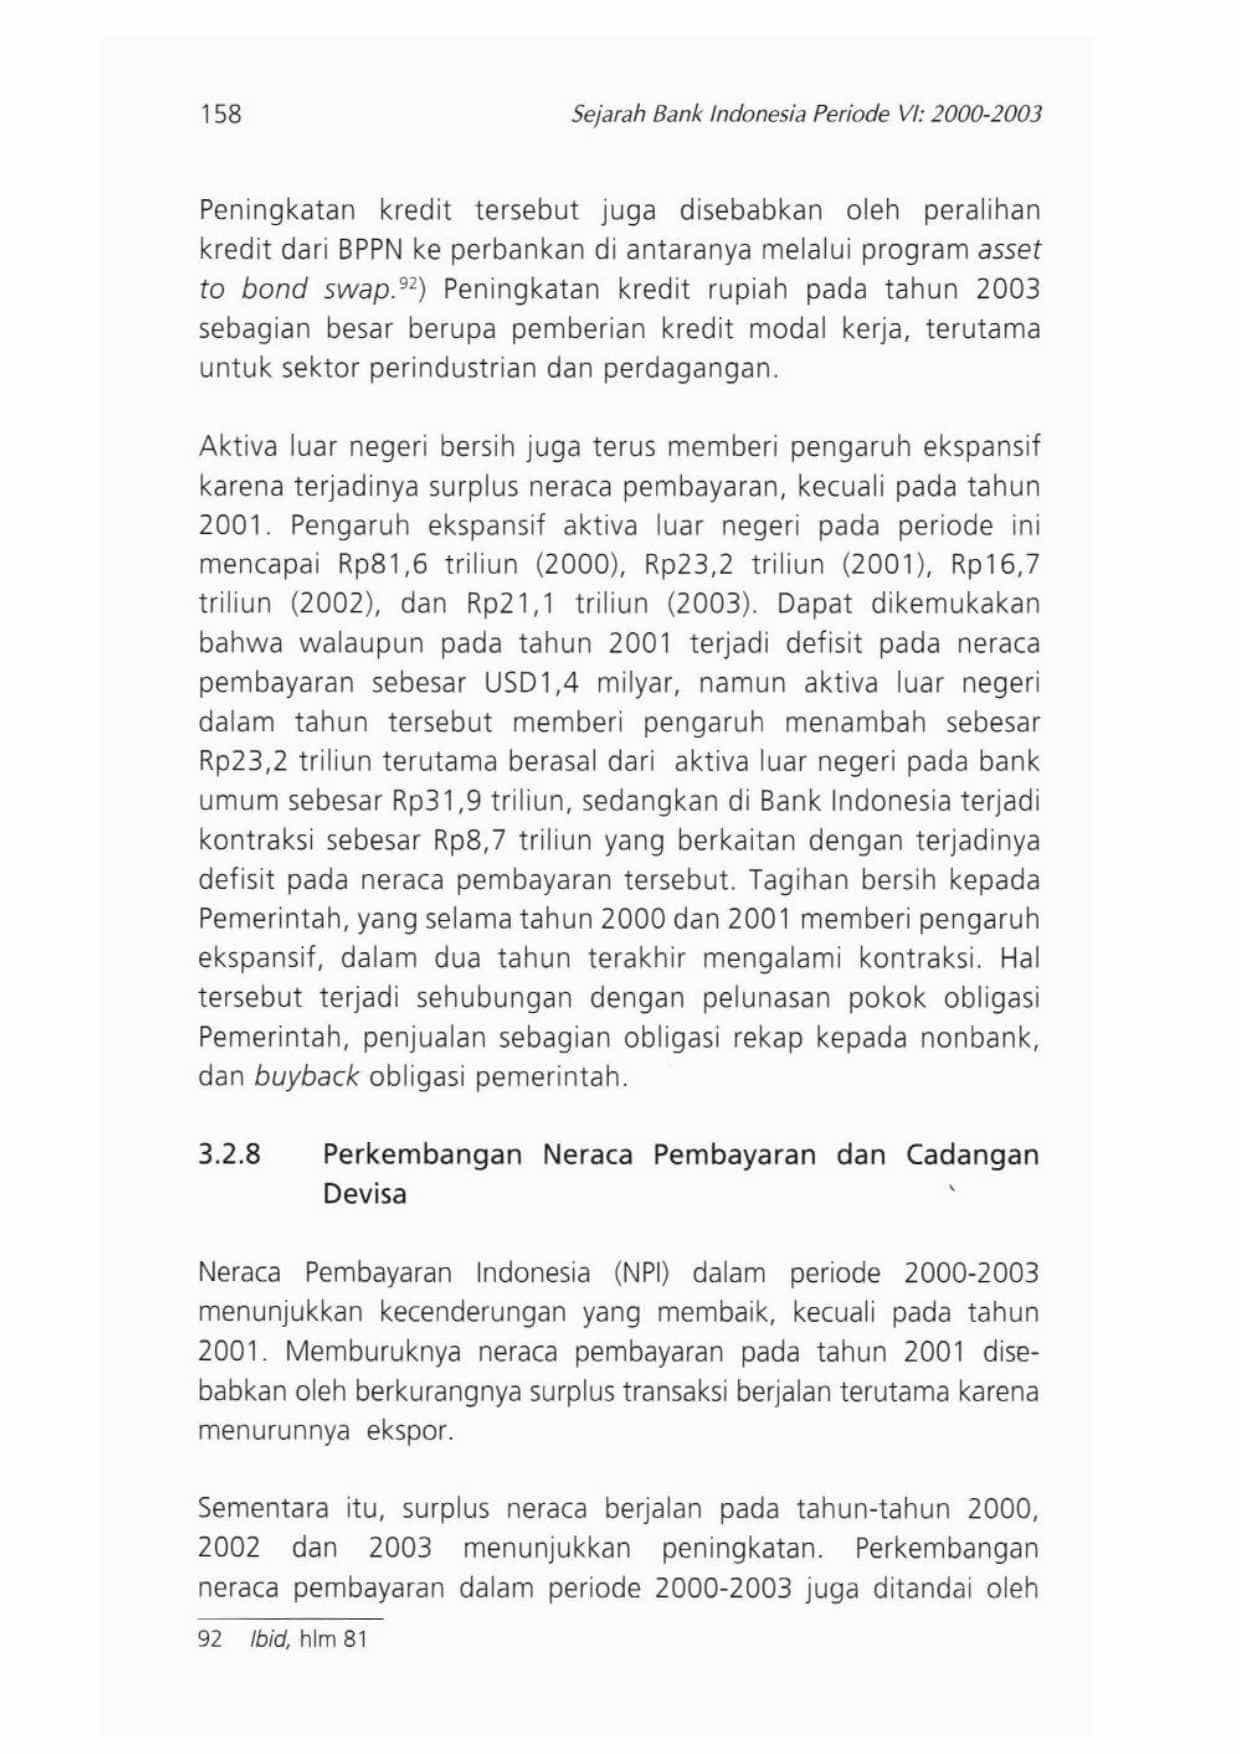 158
Sejarah Bank Indonesia Periode VI: 2000-2003
Peningkatan kredit tersebut juga disebabkan oleh peralihan
kredit dari BPPN ke perbankan di antaranya melalui program asset
to bond swap.92) Peningkatan kredit rupiah pada tahun 2003
sebagian besar berupa pemberian kredit modal kerja, terutama
untuk sektor perindustrian dan perdagangan.
Aktiva luar negeri bersih juga terus memberi pengaruh ekspansif
karena terjadinya surplus neraca pembayaran, kecuali pada tahun
2001. Pengaruh ekspansif aktiva luar negeri pada periode ini
mencapai Rp81,6 triliun (2000), Rp23,2 triliun (2001), Rp16,7
triliun (2002), dan Rp21,1 triliun (2003). Dapat dikemukakan
bahwa walaupun pada tahun 2001 terjadi defisit pada neraca
pembayaran sebesar USD1,4 milyar, namun aktiva luar negeri
dalam tahun tersebut memberi pengaruh menambah sebesar
Rp23,2 triliun terutama berasal dari aktiva luar negeri pada bank
umum sebesar Rp31,9 triliun, sedangkan di Bank Indonesia terjadi
kontraksi sebesar Rp8,7 triliun yang berkaitan dengan terjadinya
defisit pada neraca pembayaran tersebut. Tagihan bersih kepada
Pemerintah, yang selama tahun 2000 dan 2001 memberi pengaruh
ekspansif, dalam dua tahun terakhir mengalami kontraksi. Hal
tersebut terjadi sehubungan dengan pelunasan pokok obligasi
Pemerintah, penjualan sebagian obligasi rekap kepada nonbank,
dan buyback obligasi pemerintah.
3.2.8 Perkembangan Neraca Pembayaran dan Cadangan
Devisa
Neraca Pembayaran Indonesia (NPI) dalam periode 2000-2003
menunjukkan kecenderungan yang membaik, kecuali pada tahun
2001. Memburuknya neraca pembayaran pada tahun 2001 dise-
babkan oleh berkurangnya surplus transaksi berjalan terutama karena
menurunnya ekspor.
Sementara itu, surplus neraca berjalan pada tahun-tahun 2000,
2002 dan 2003 menunjukkan peningkatan. Perkembangan
neraca pembayaran dalam periode 2000-2003 juga ditandai oleh
92 Ibid, hlm 81